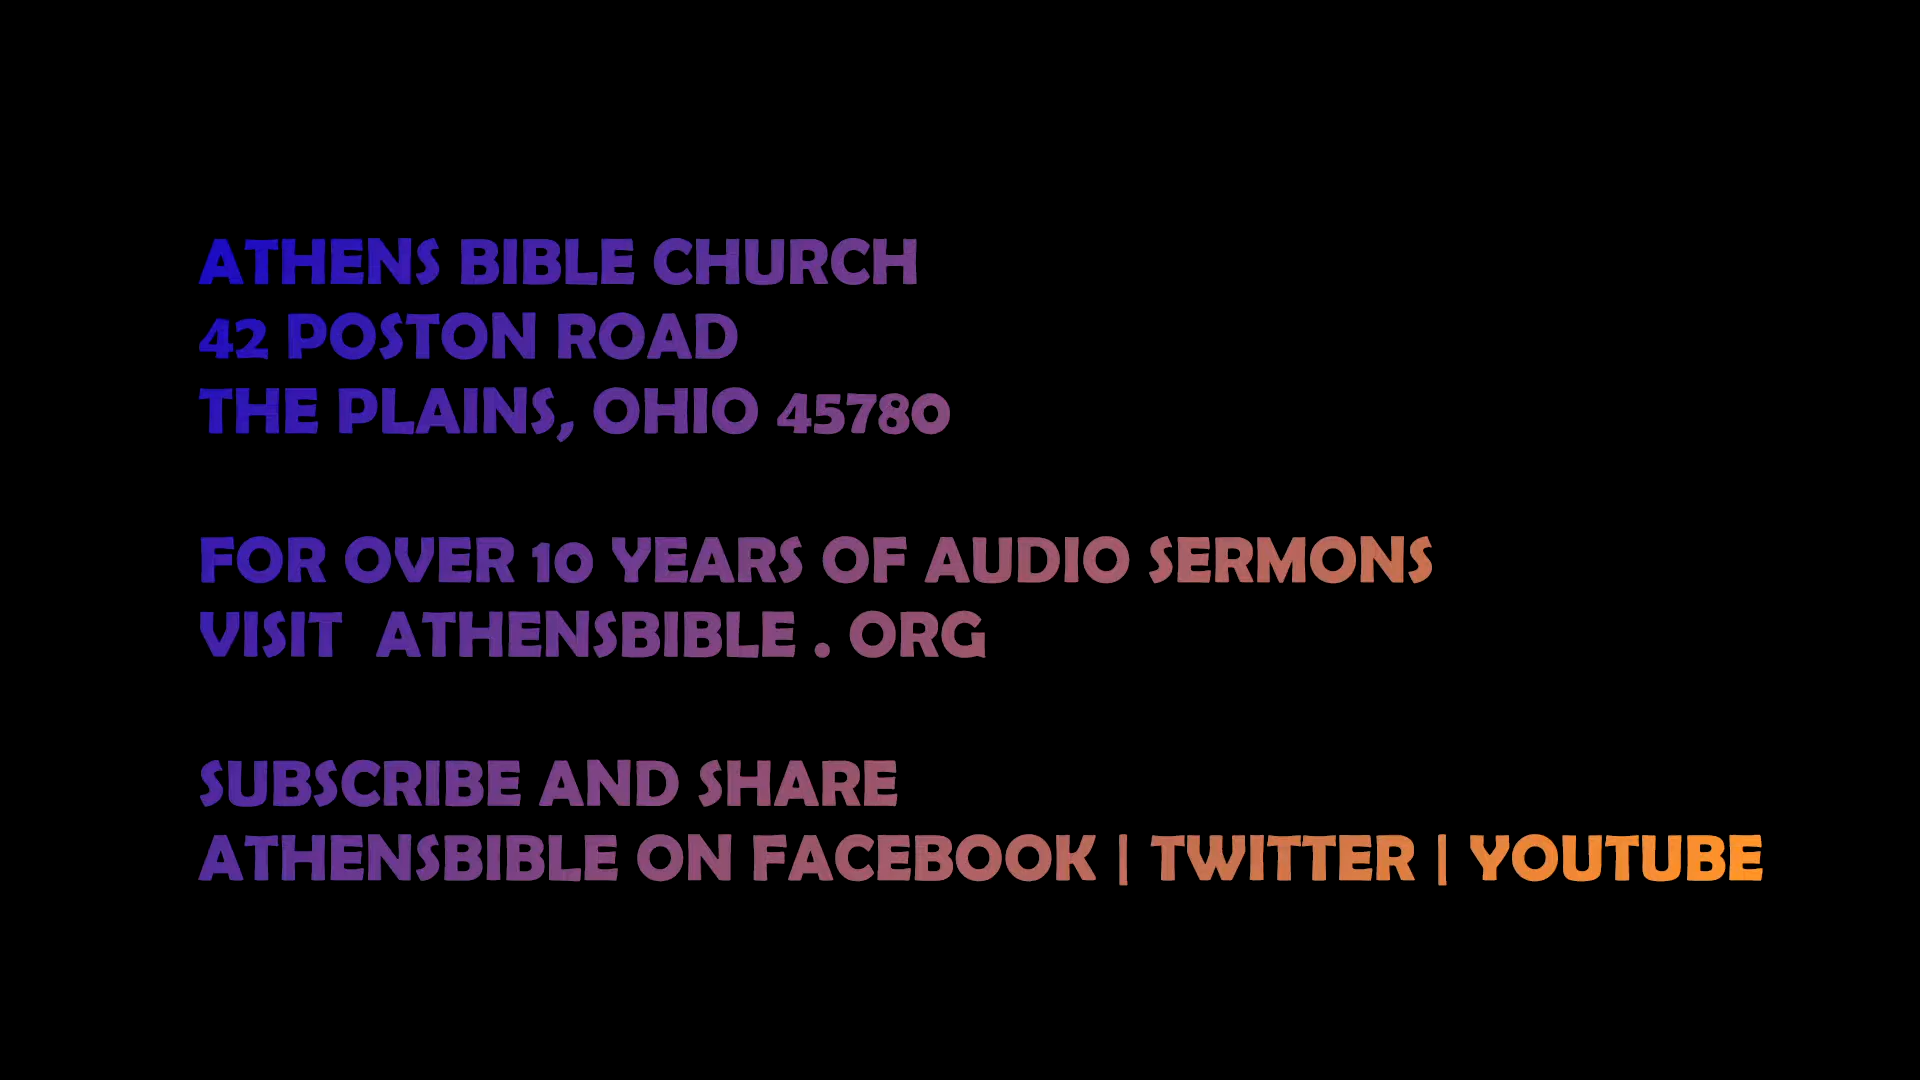 ATHENS BIBLE CHURCH
42 POSTON ROAD
THE PLAINS, OHIO 45780
FOR OVER 10 YEARS OF AUDIO SERMONS
VISIT  ATHENSBIBLE . ORG
SUBSCRIBE AND SHARE
ATHENSBIBLE ON FACEBOOK | TWITTER | YOUTUBE